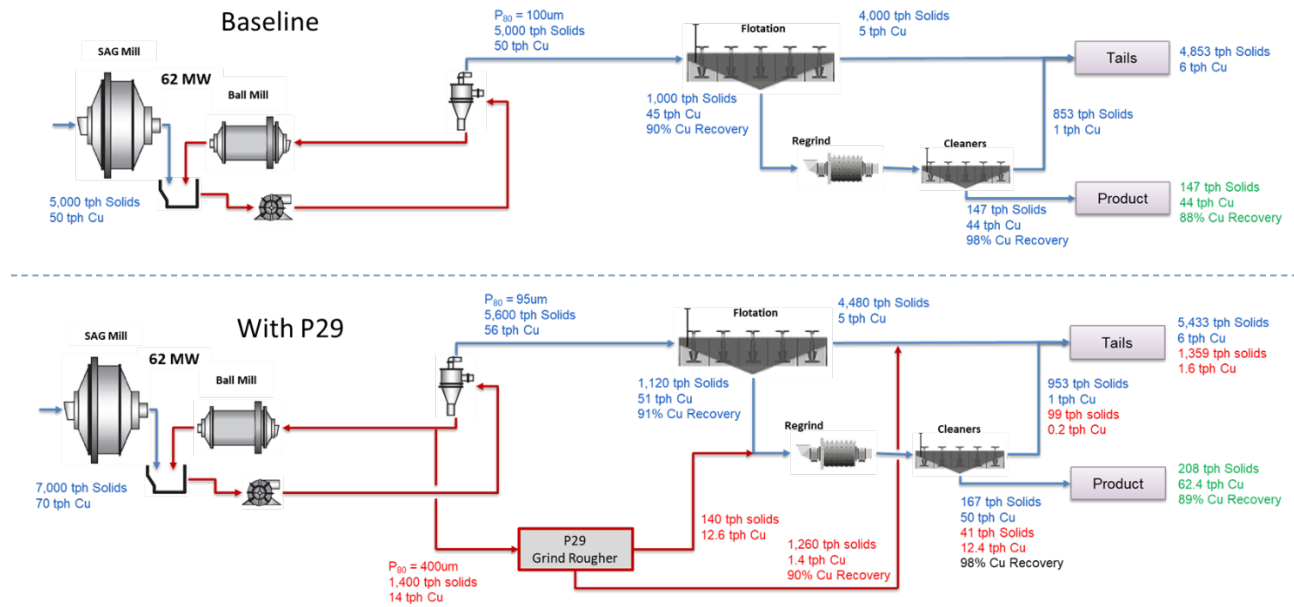 Baseline
SAG Mill
62 MW
Ball Mill
5,000 tph Solids
50 tph Cu
P80 = 100um
5,000 tph Solids
50 tph Cu
Flotation
4,000 tph Solids
5 tph Cu
1,000 tph Solids
45 tph Cu
90% Cu Recovery
Regrind
Cleaners
853 tph Solids
1 tph Cu
147 tph Solids
44 tph Cu
98% Cu Recovery
Tails
4,853 tph Solids
6 tph Cu
Product
147 tph Solids
44 tph Cu
88% Cu Recovery
With P29
SAG Mill
62 MW
Ball Mill
7,000 tph Solids
70 tph Cu
P80 = 95um
5,600 tph Solids
56 tph Cu
Flotation
4,480 tph Solids
5 tph Cu
1,120 tph Solids
51 tph Cu
91% Cu Recovery
Regrind
Cleaners
953 tph Solids
1 tph Cu
99 tph solids
0.2 tph Cu
167 tph Solids
50 tph Cu
41 tph Solids
12.4 tph Cu
98% Cu Recovery
Tails
5,433 tph Solids
6 tph Cu
1,359 tph solids
1.6 tph Cu
Product
208 tph Solids
62.4 tph Cu
89% Cu Recovery
P29
Grind Rougher
P80 = 400um
1,400 tph solids
14 tph Cu
140 tph solids
12.6 tph Cu
1,260 tph solids
1.4 tph Cu
90% Cu Recovery